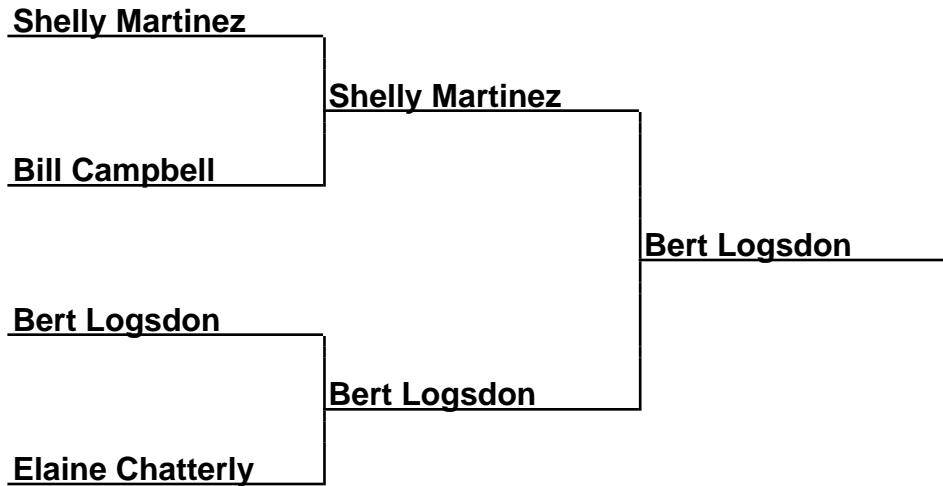 Shelly Martinez
Shelly Martinez
Bill Campbell
Bert Logsdon
Bert Logsdon
Bert Logsdon
Elaine Chatterly